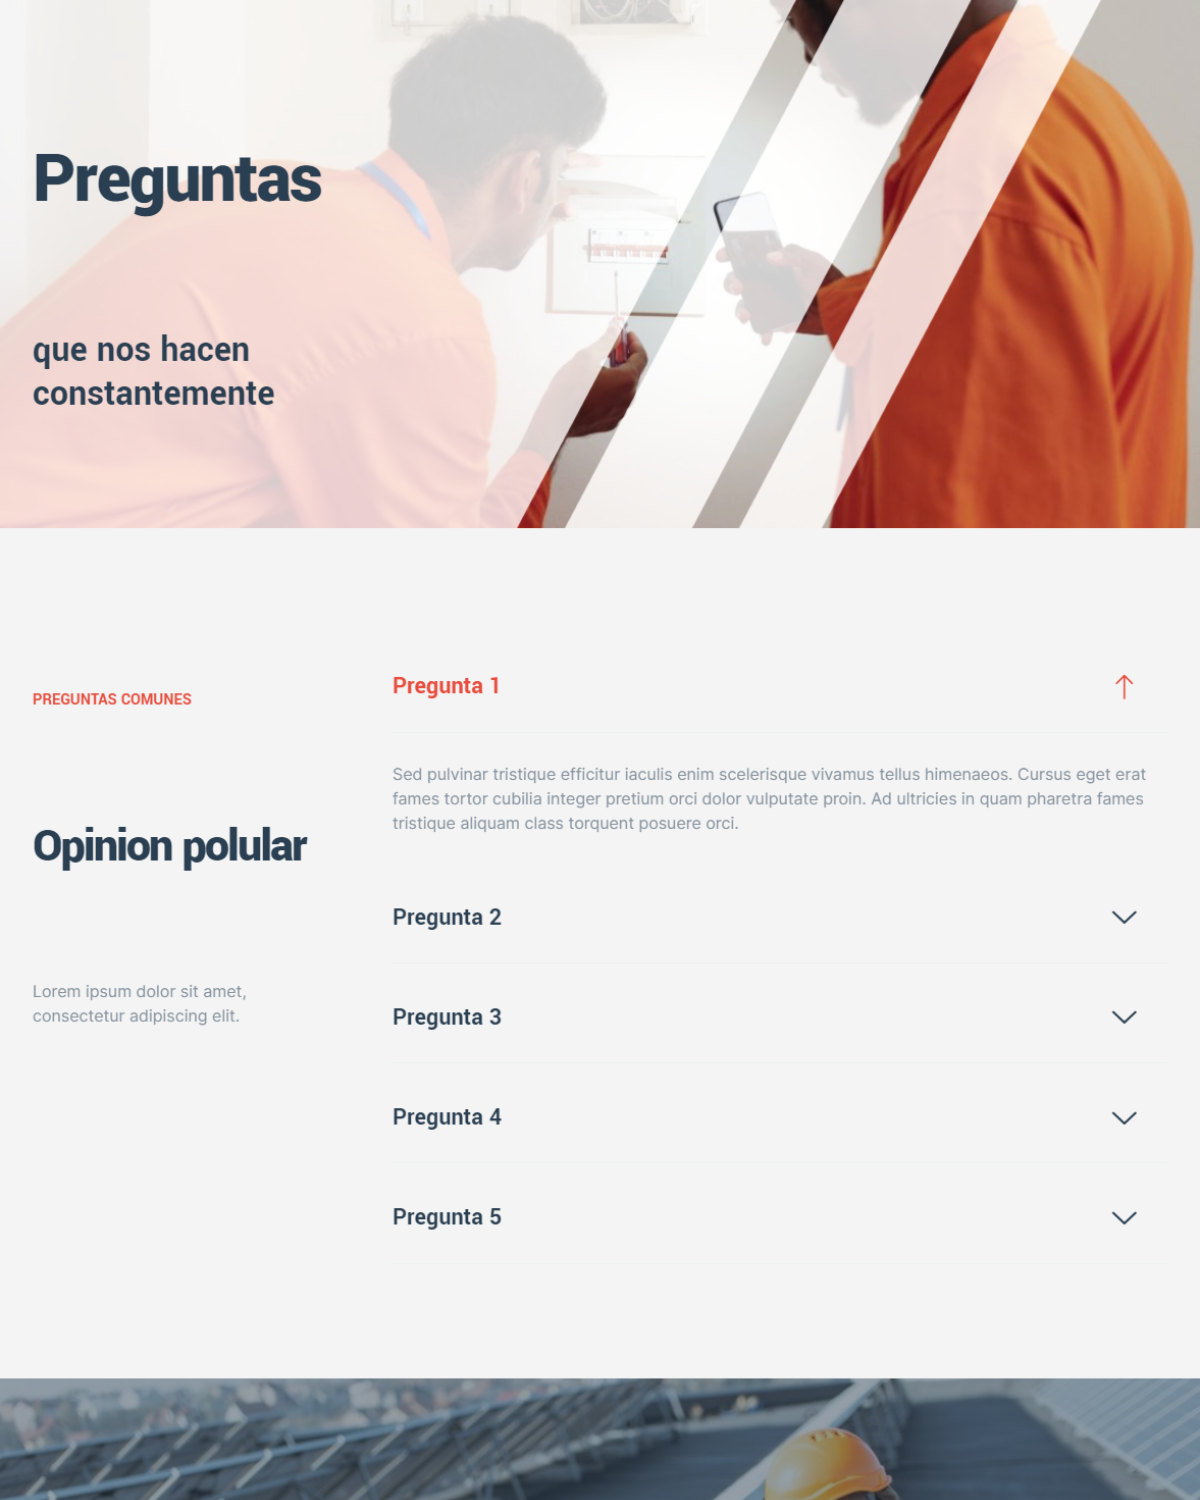 Preguntas
que nos hacen
constantemente
PREGUNTAS COMUNES
Opinion polular
Lorem ipsum dolor sit amet,
consectetur adipiscing elit.
Pregunta 1
Sed pulvinar tristique efficitur iaculis enim scelerisque vivamus tellus himenaeos. Cursus eget erat
fames tortor cubilia integer pretium orci dolor vulputate proin. Ad ultricies in quam pharetra fames
tristique aliquam class torquent posuere orci.
Pregunta 2
Pregunta 3
Pregunta 4
Pregunta 5